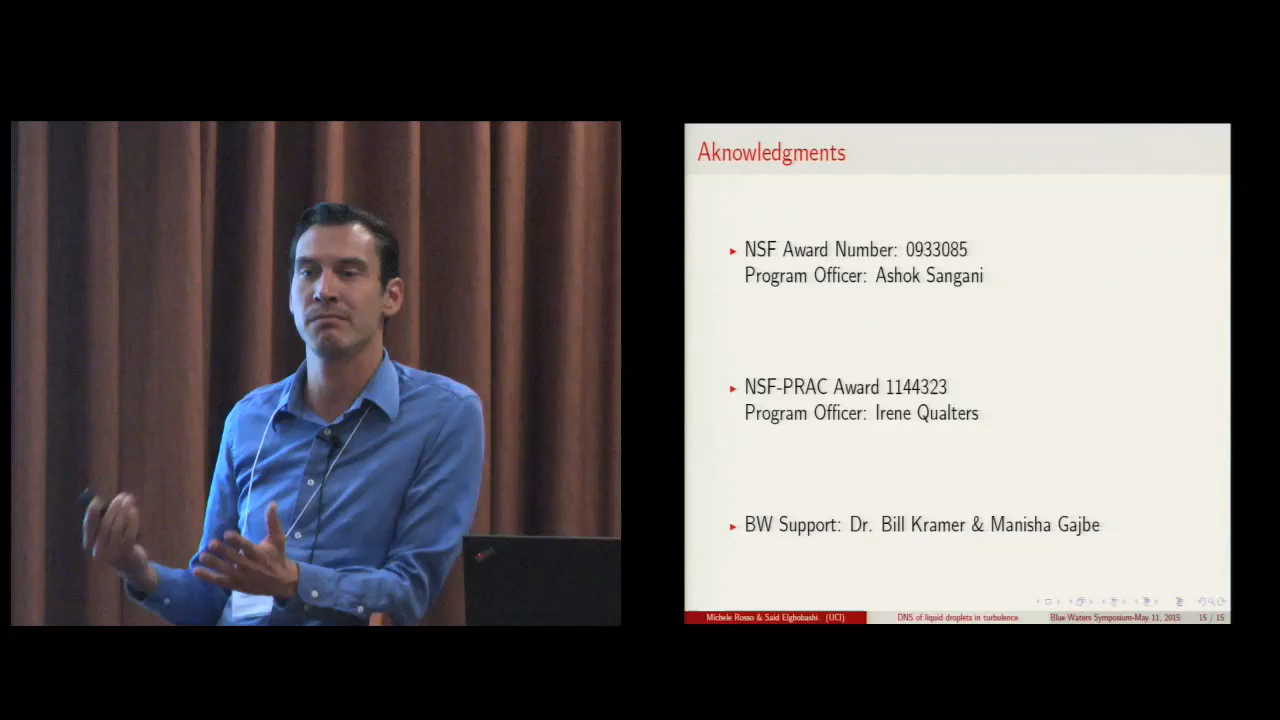 Aknowledgments
NSF Award Number: 0933085
Program Officer: Ashok Sangani
NSF-PRAC Award 1144323
Program Officer: Irene Qualters
BW Support: Dr. Bill Kramer & Manisha Gajbe
Michele Rosso & Said Elghobashi (UCI) DNS of liquid droplets in turbulence Blue Waters Symposium-May 11, 2015 15 / 15